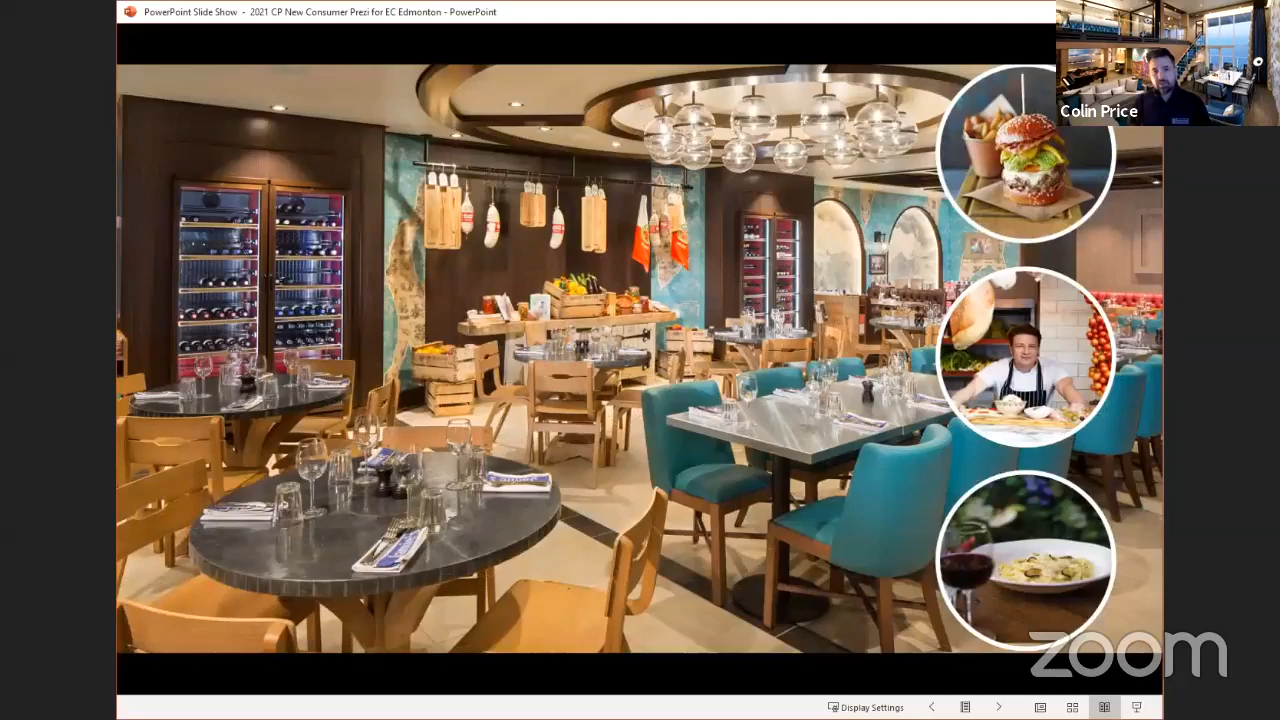 PowerPoint Slide Show - 2021 CP New Consumer Prezi for EC Edmonton - PowerPoint
Colin Price
zoom
Display Settings